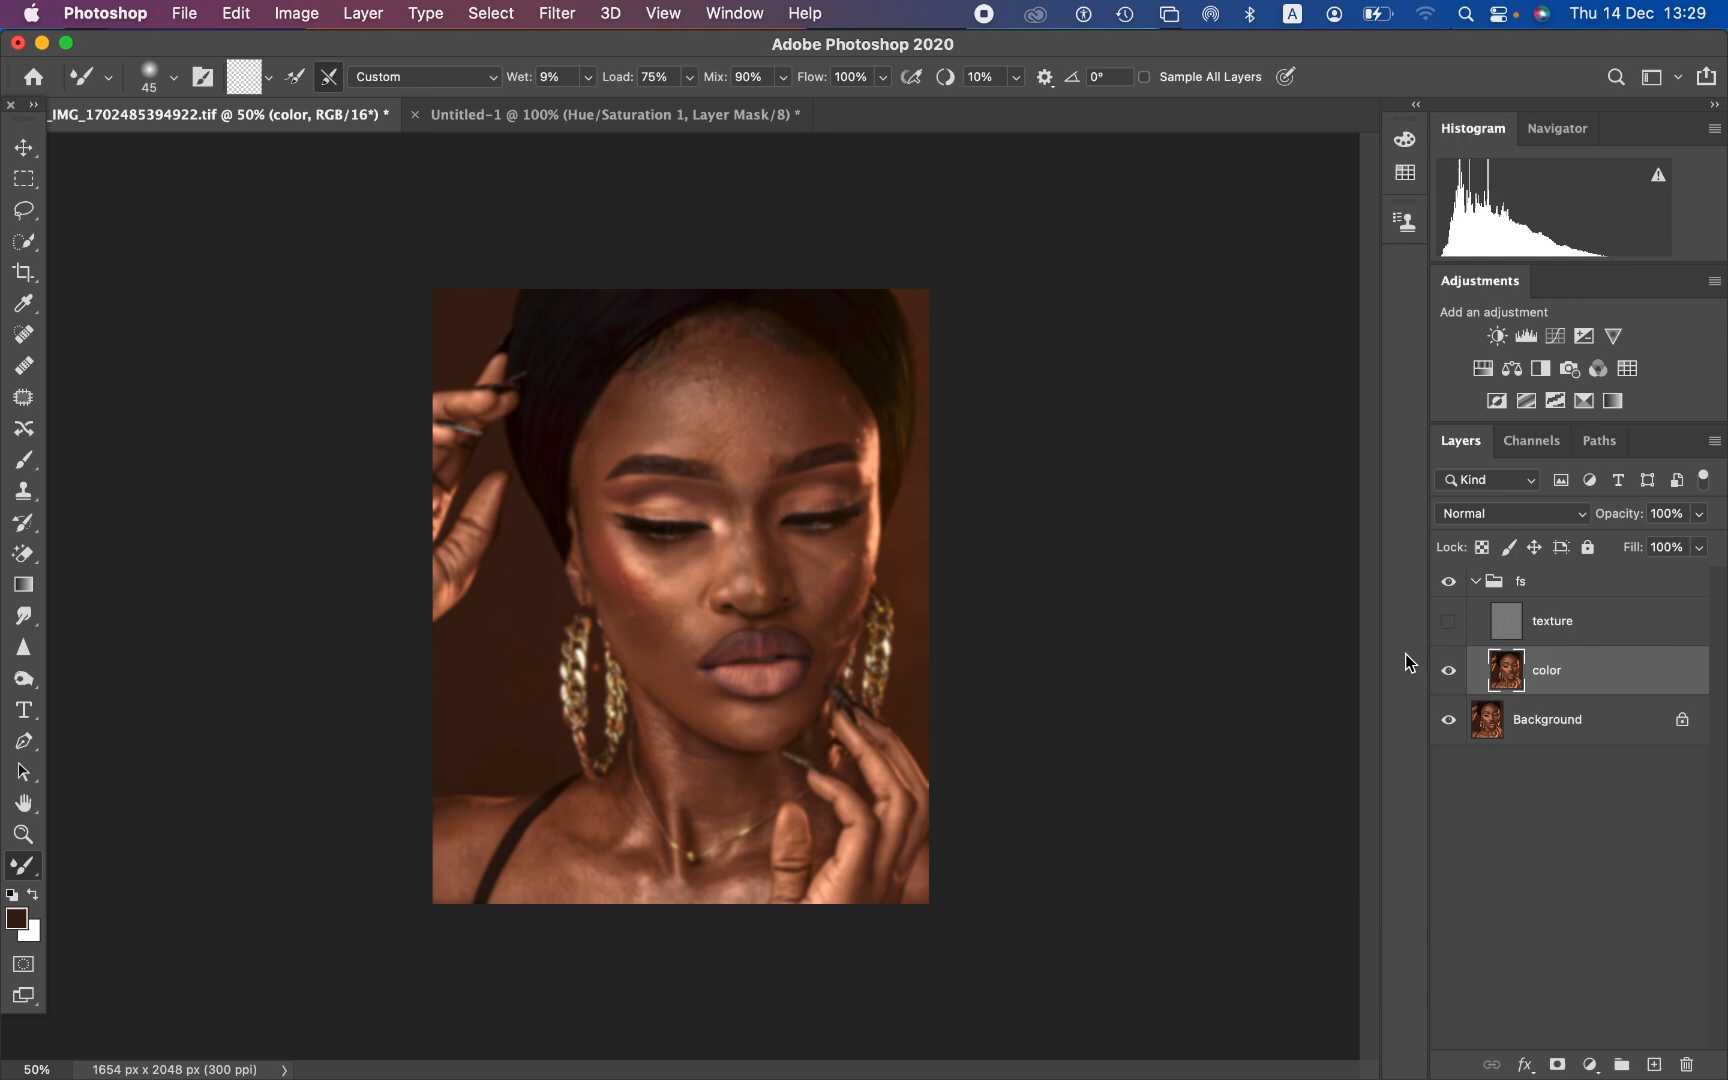 Photoshop File Edit Image Layer Type Select Filter 3D View Window Help A Thu 14 Dec 13:29
Adobe Photoshop 2020
45 Custom Wet: 9% Load: 75% Mix: 90% Flow: 100% 10% 0° Sample All Layers
_IMG_1702485394922.tif @ 50% (color, RGB/16*) * Untitled-1 @ 100% (Hue/Saturation 1, Layer Mask/8) *
Histogram Navigator
Adjustments
Add an adjustment
Layers Channels Paths
Kind
Normal Opacity: 100%
Lock: Fill: 100%
fs
texture
color
Background
50% 1654 px x 2048 px (300 ppi)